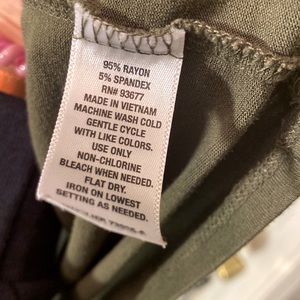 95% RAYON
5% SPANDEX
RN# 93677
MADE IN VIETNAM
MACHINE WASH COLD
GENTLE CYCLE
WITH LIKE COLORS.
USE ONLY
NON-CHLORINE
BLEACH WHEN NEEDED.
FLAT DRY.
IRON ON LOWEST
SETTING AS NEEDED.